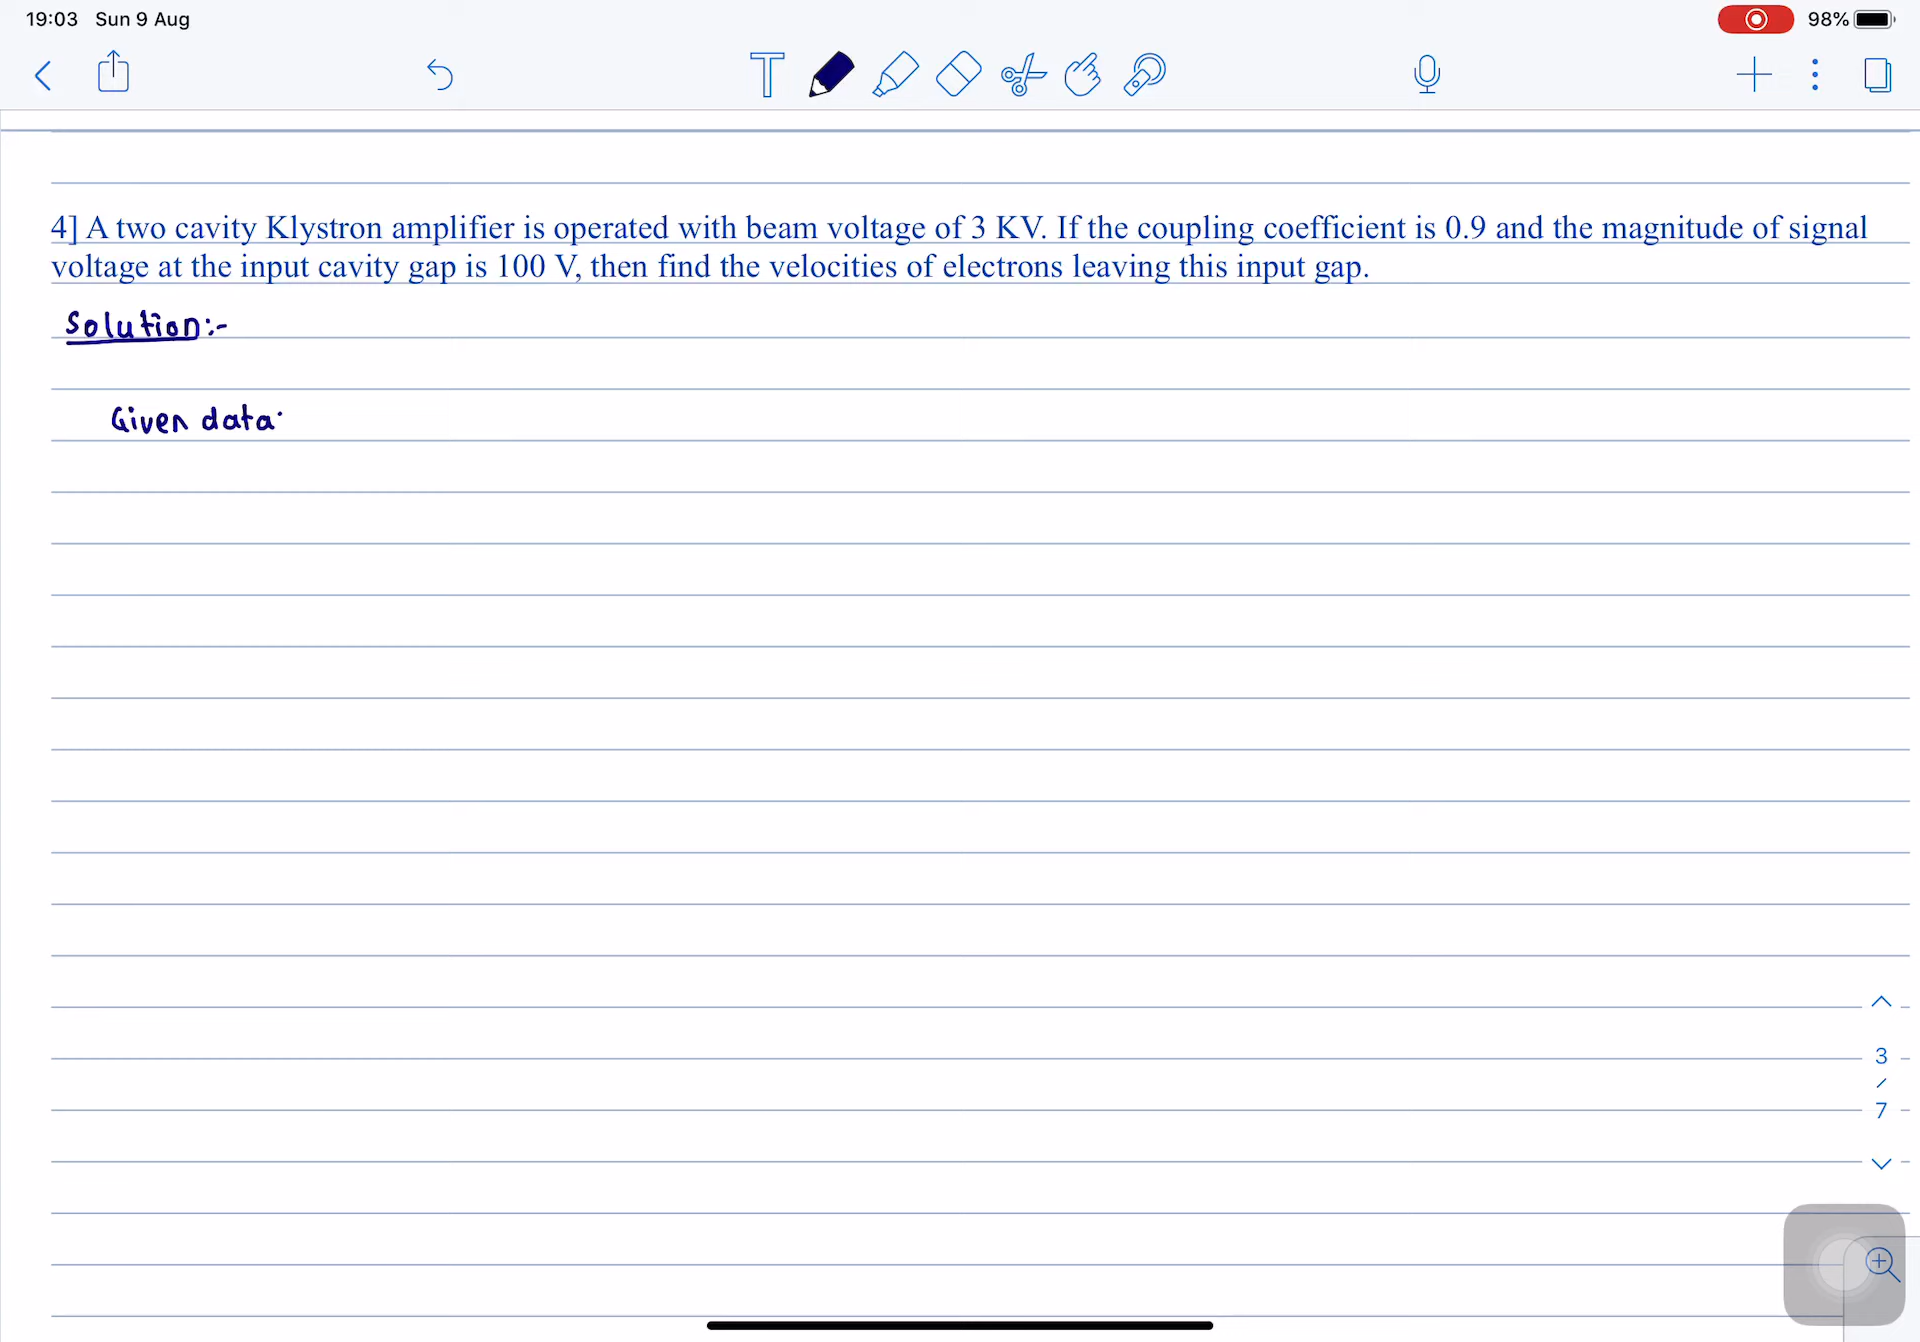 19:03 Sun 9 Aug
98%
4] A two cavity Klystron amplifier is operated with beam voltage of 3 KV. If the coupling coefficient is 0.9 and the magnitude of signal
voltage at the input cavity gap is 100 V, then find the velocities of electrons leaving this input gap.
Solution:-
Given data:
3
/
7